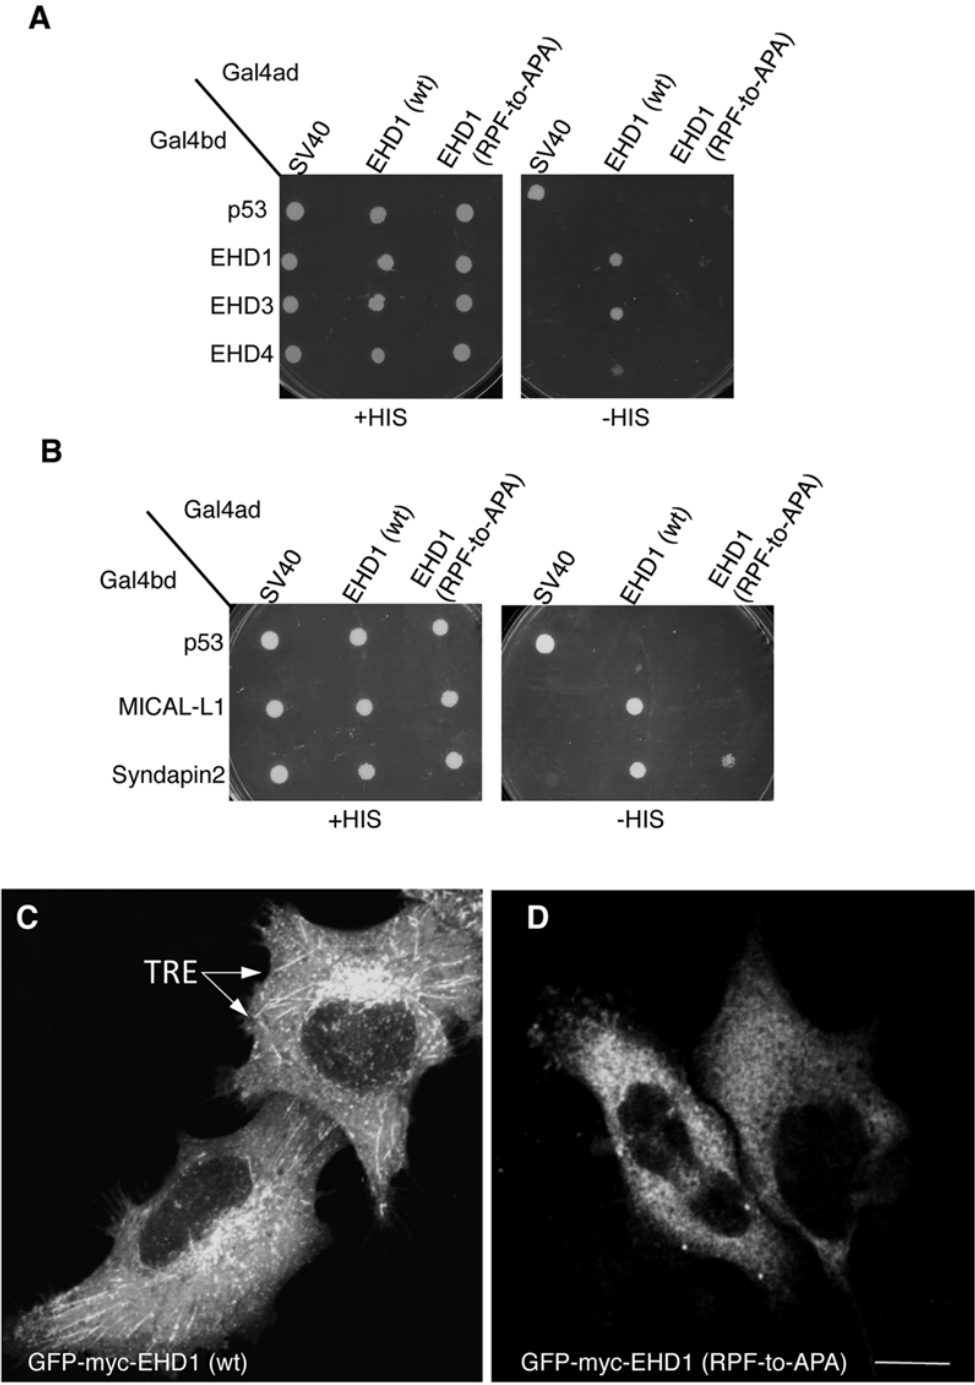 A
Gal4ad
Gal4bd
SV40
EHD1 (wt)
EHD1
(RPF-to-APA)
SV40
EHD1 (wt)
EHD1
(RPF-to-APA)
p53
EHD1
EHD3
EHD4
+HIS
-HIS
B
Gal4ad
Gal4bd
SV40
EHD1 (wt)
EHD1
(RPF-to-APA)
SV40
EHD1 (wt)
EHD1
(RPF-to-APA)
p53
MICAL-L1
Syndapin2
+HIS
-HIS
C
TRE
GFP-myc-EHD1 (wt)
D
GFP-myc-EHD1 (RPF-to-APA)